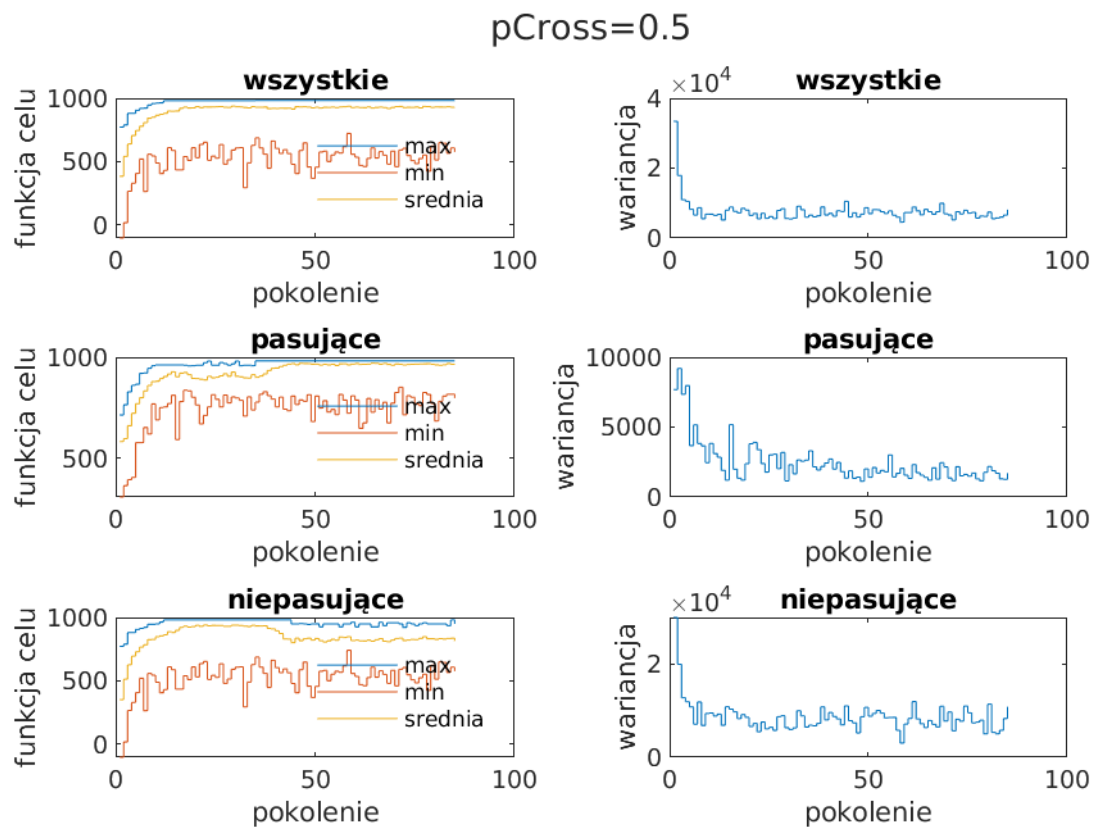 pCross=0.5
wszystkie
funkcja celu
1000
500
0
max
min
srednia
0
50
100
pokolenie
×10^4
wszystkie
wariancja
4
2
0
0
50
100
pokolenie
pasujące
funkcja celu
1000
500
max
min
srednia
0
50
100
pokolenie
pasujące
wariancja
10000
5000
0
0
50
100
pokolenie
niepasujące
funkcja celu
1000
500
0
max
min
srednia
0
50
100
pokolenie
×10^4
niepasujące
wariancja
2
0
0
50
100
pokolenie